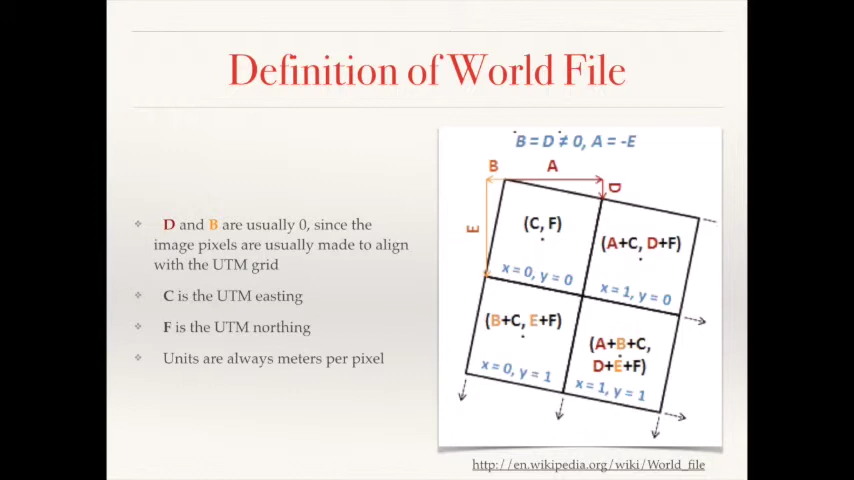 Definition of World File
D and B are usually 0, since the
image pixels are usually made to align
with the UTM grid
C is the UTM easting
F is the UTM northing
Units are always meters per pixel
B = D ≠ 0, A = -E
B
A
D
E
(C, F)
x = 0, y = 0
(A+C, D+F)
x = 1, y = 0
(B+C, E+F)
x = 0, y = 1
(A+B+C,
D+E+F)
x = 1, y = 1
http://en.wikipedia.org/wiki/World_file